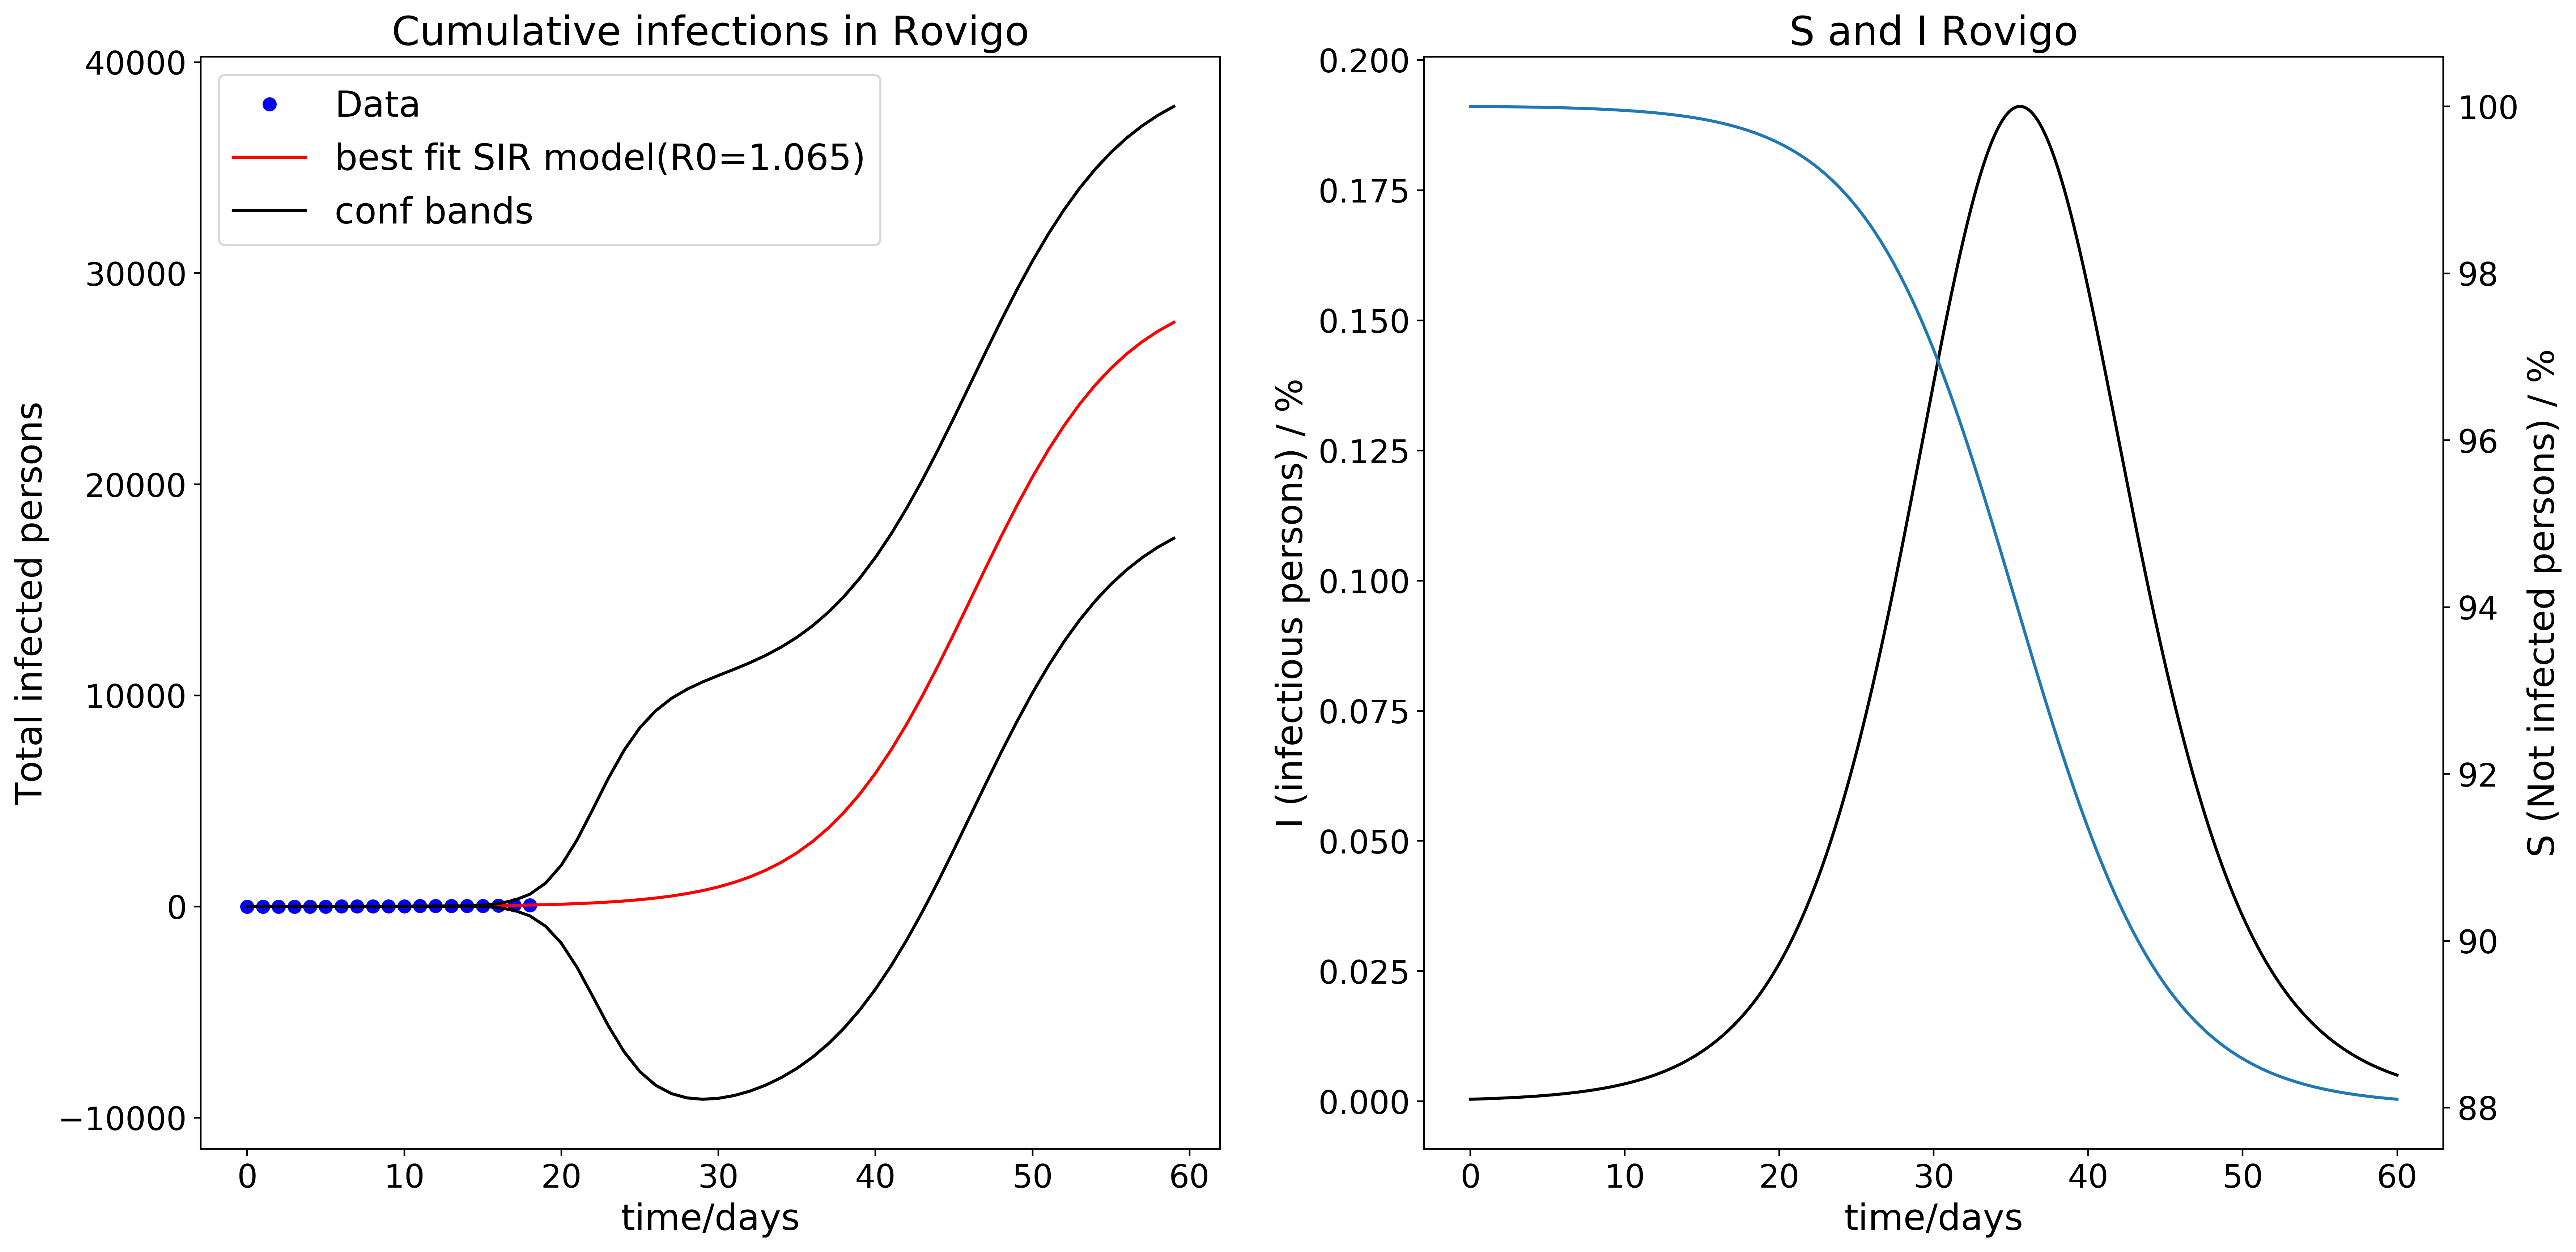 Cumulative infections in Rovigo
40000
30000
20000
10000
0
−10000
Total infected persons
Data
best fit SIR model(R0=1.065)
conf bands
0 10 20 30 40 50 60
time/days
S and I Rovigo
0.200
0.175
0.150
0.125
0.100
0.075
0.050
0.025
0.000
I (infectious persons) / %
100
98
96
94
92
90
88
S (Not infected persons) / %
0 10 20 30 40 50 60
time/days